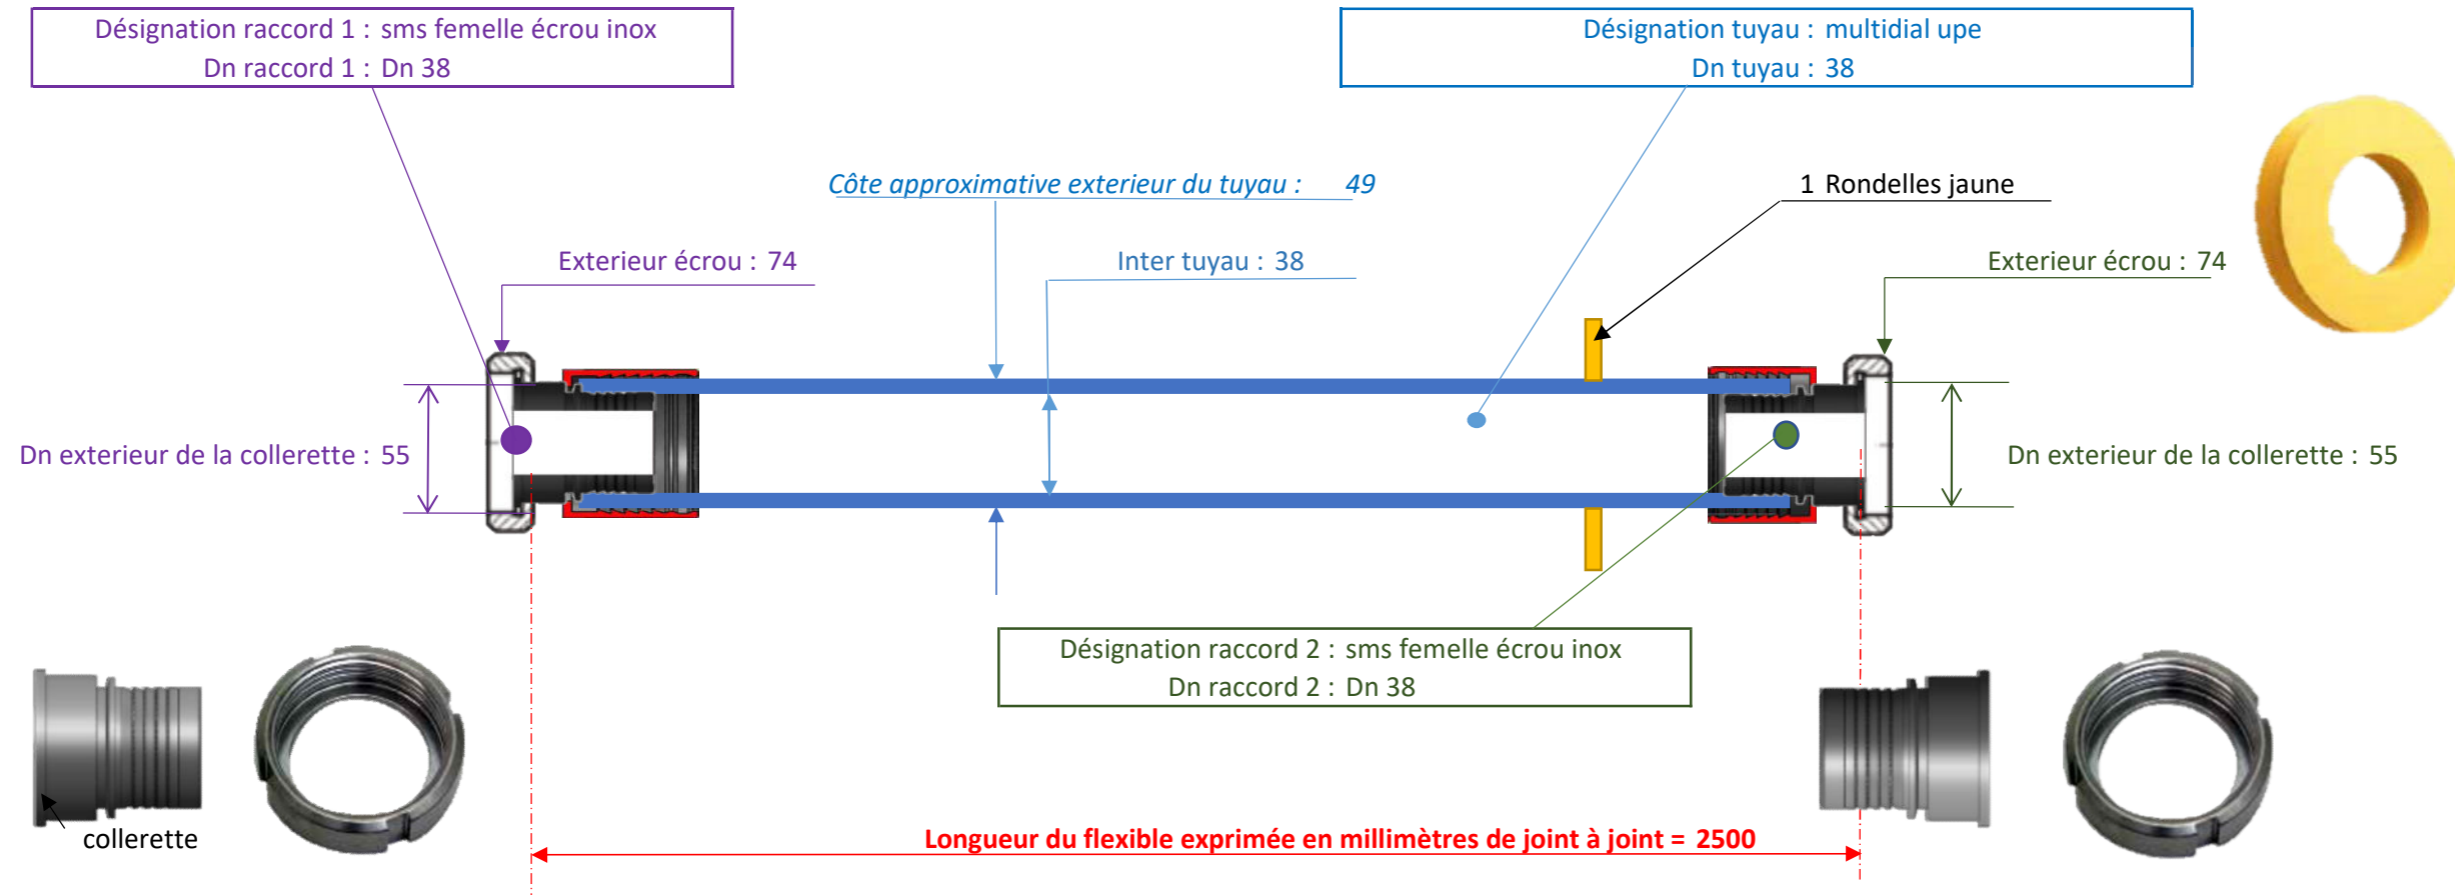 Désignation raccord 1 : sms femelle écrou inox
Dn raccord 1 : Dn 38
Désignation tuyau : multidial upe
Dn tuyau : 38
Côte approximative exterieur du tuyau : 49
1 Rondelles jaune
Exterieur écrou : 74
Inter tuyau : 38
Exterieur écrou : 74
Dn exterieur de la collerette : 55
Dn exterieur de la collerette : 55
Désignation raccord 2 : sms femelle écrou inox
Dn raccord 2 : Dn 38
collerette
Longueur du flexible exprimée en millimètres de joint à joint = 2500